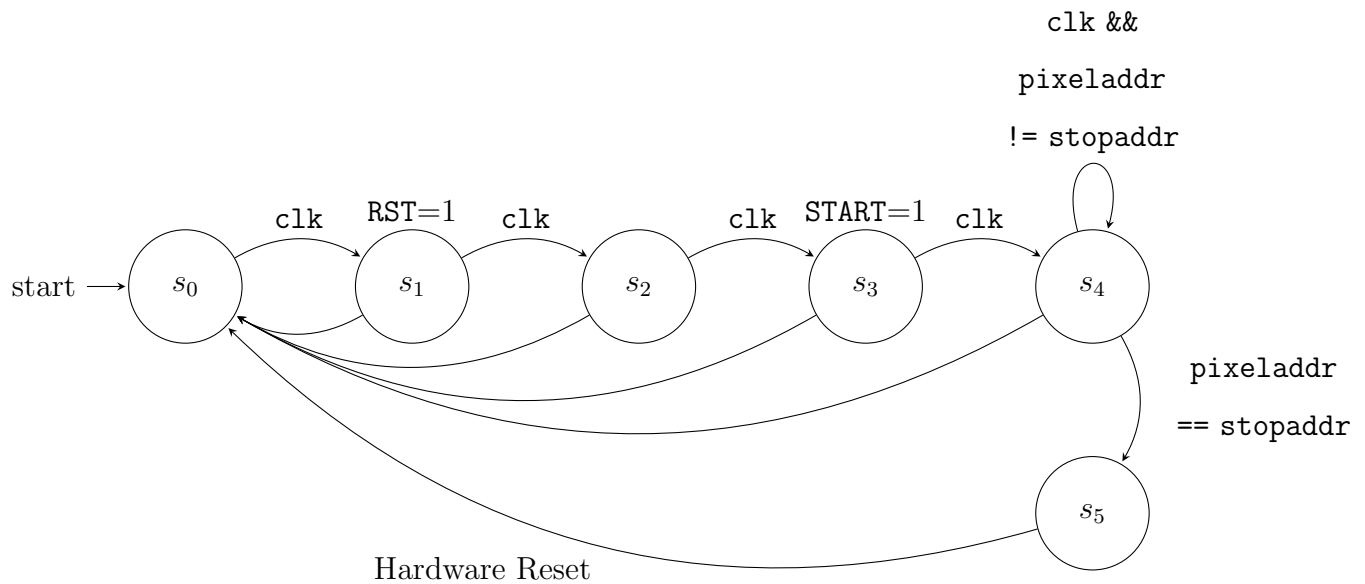 clk &&
pixeladdr
!= stopaddr
clk
RST=1
clk
clk
START=1
clk
start
s0
s1
s2
s3
s4
pixeladdr
== stopaddr
s5
Hardware Reset